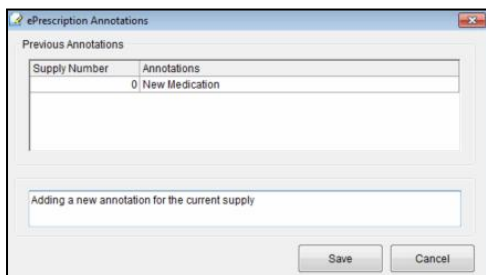 ePrescription Annotations
Previous Annotations
Supply Number Annotations
0 New Medication
Adding a new annotation for the current supply
Save Cancel